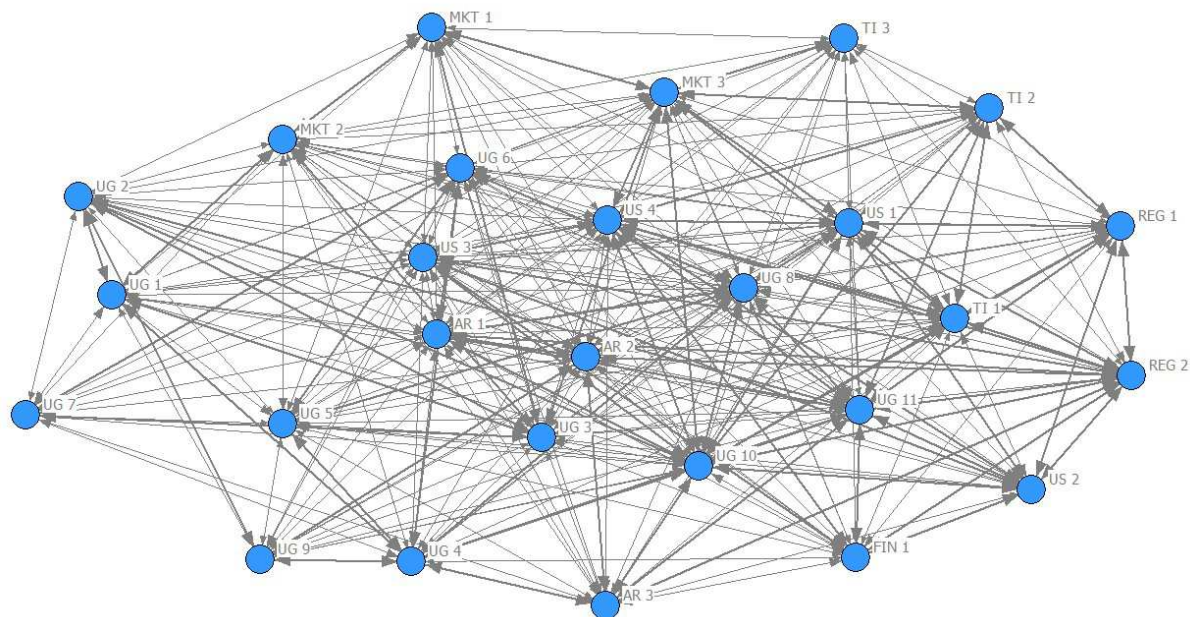 MKT 1
TI 3
MKT 3
TI 2
MKT 2
UG 6
UG 2
US 4
US 1
REG 1
US 3
UG 1
UG 8
TI 1
AR 1
AR 2
REG 2
UG 7
UG 5
UG 3
UG 11
UG 10
US 2
UG 9
UG 4
FIN 1
AR 3